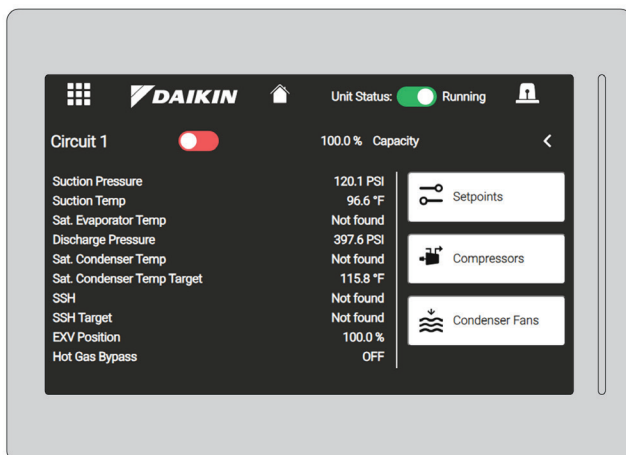 DAIKIN Unit Status: Running
Circuit 1 100.0 % Capacity
Suction Pressure 120.1 PSI
Suction Temp 96.6 °F
Sat. Evaporator Temp Not found
Discharge Pressure 397.6 PSI
Sat. Condenser Temp Not found
Sat. Condenser Temp Target 115.8 °F
SSH Not found
SSH Target Not found
EXV Position 100.0 %
Hot Gas Bypass OFF
Setpoints
Compressors
Condenser Fans